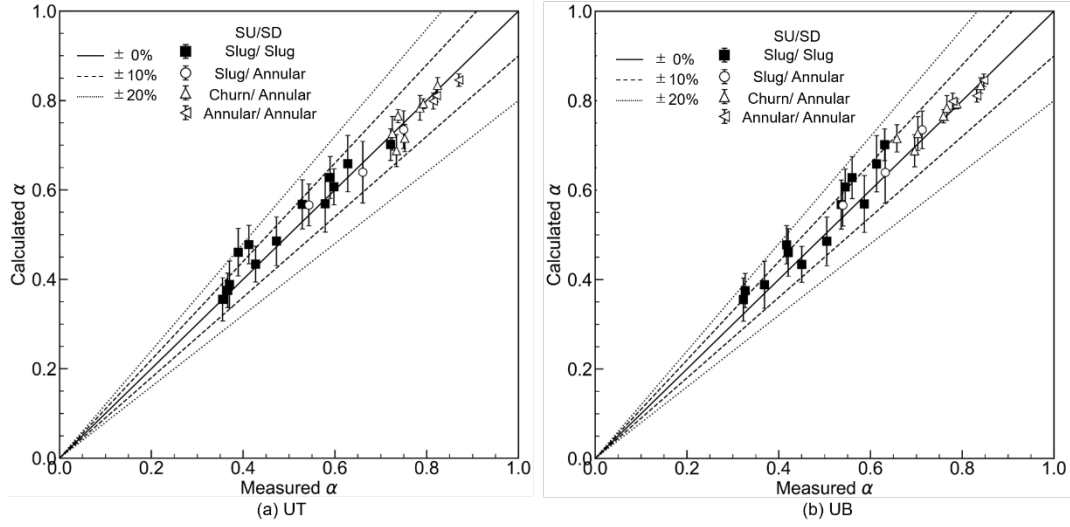 SU/SD
± 0%
Slug/ Slug
± 10%
Slug/ Annular
± 20%
Churn/ Annular
Annular/ Annular
1.0
0.8
0.6
0.4
0.2
0.0
Calculated α
0.0
0.2
0.4
0.6
0.8
1.0
Measured α
(a) UT
SU/SD
± 0%
Slug/ Slug
± 10%
Slug/ Annular
± 20%
Churn/ Annular
Annular/ Annular
1.0
0.8
0.6
0.4
0.2
0.0
Calculated α
0.0
0.2
0.4
0.6
0.8
1.0
Measured α
(b) UB